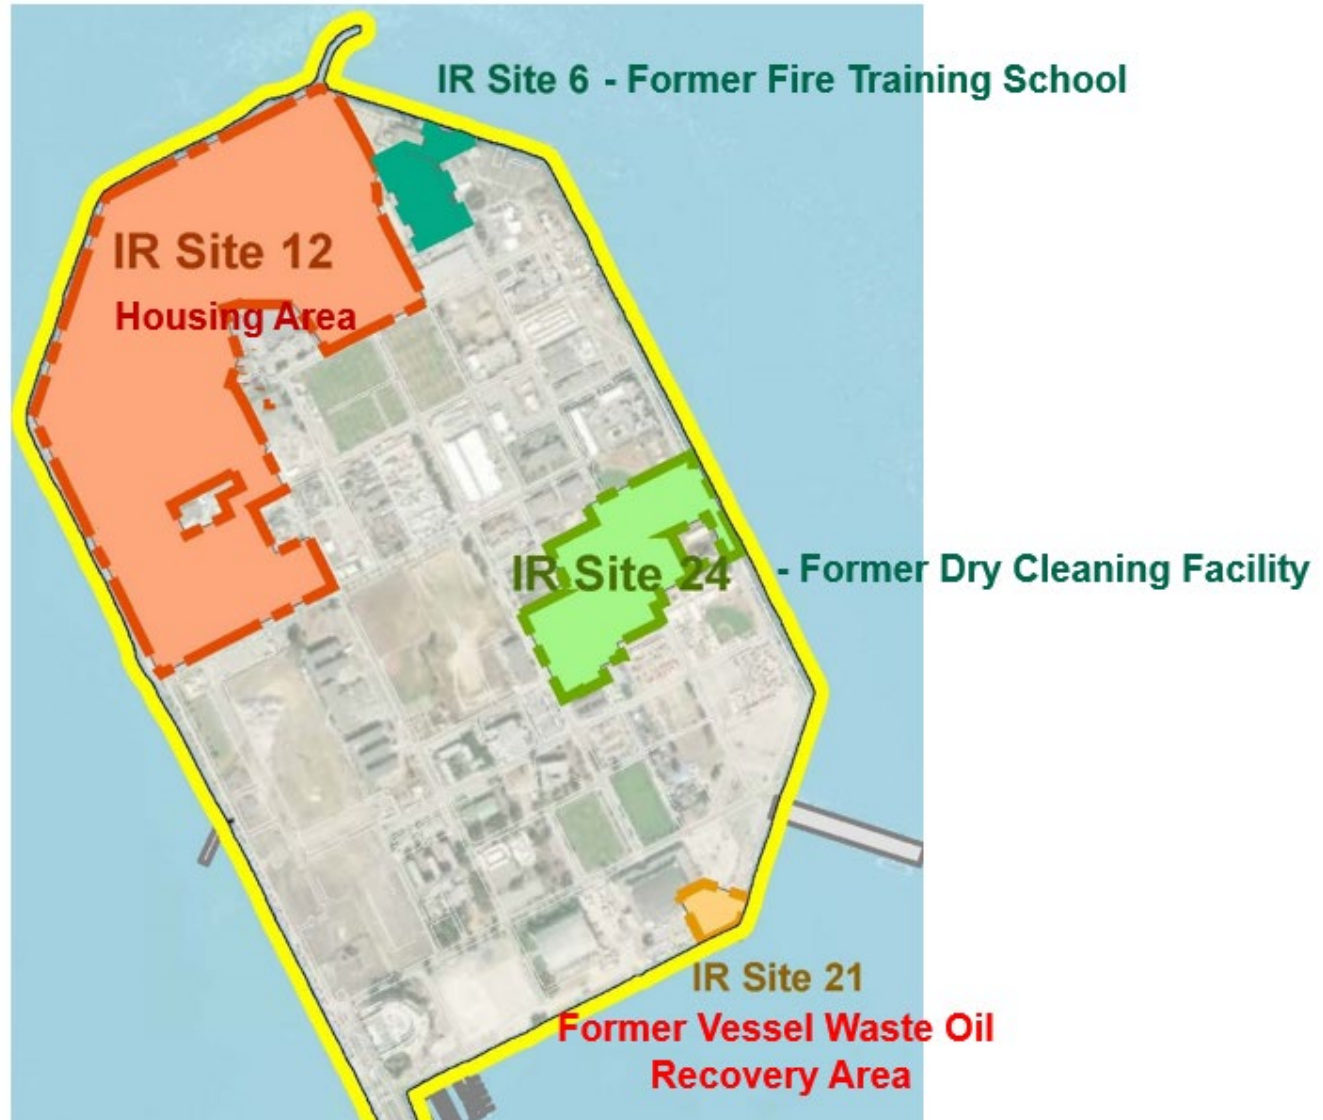 IR Site 6 - Former Fire Training School
IR Site 12
Housing Area
IR Site 24 - Former Dry Cleaning Facility
IR Site 21
Former Vessel Waste Oil
Recovery Area